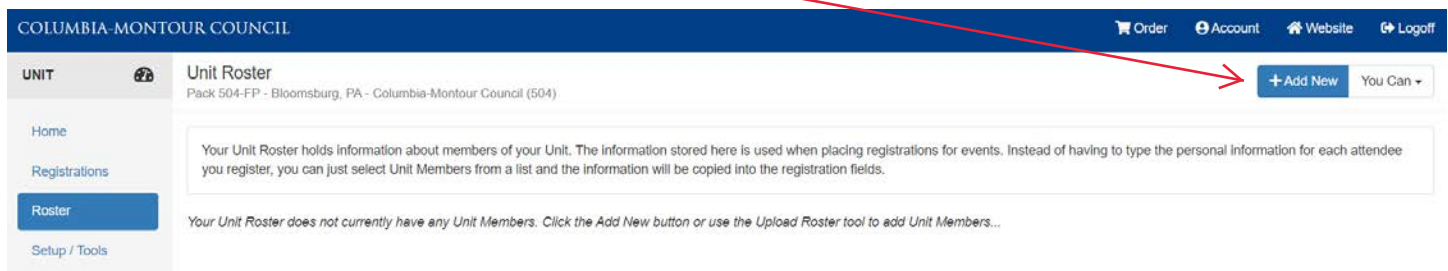 COLUMBIA-MONTOUR COUNCIL
Order Account Website Logoff
UNIT
Unit Roster
Pack 504-FP - Bloomsburg, PA - Columbia-Montour Council (504)
+ Add New You Can
Home
Registrations
Roster
Setup / Tools
Your Unit Roster holds information about members of your Unit. The information stored here is used when placing registrations for events. Instead of having to type the personal information for each attendee
you register, you can just select Unit Members from a list and the information will be copied into the registration fields.
Your Unit Roster does not currently have any Unit Members. Click the Add New button or use the Upload Roster tool to add Unit Members...